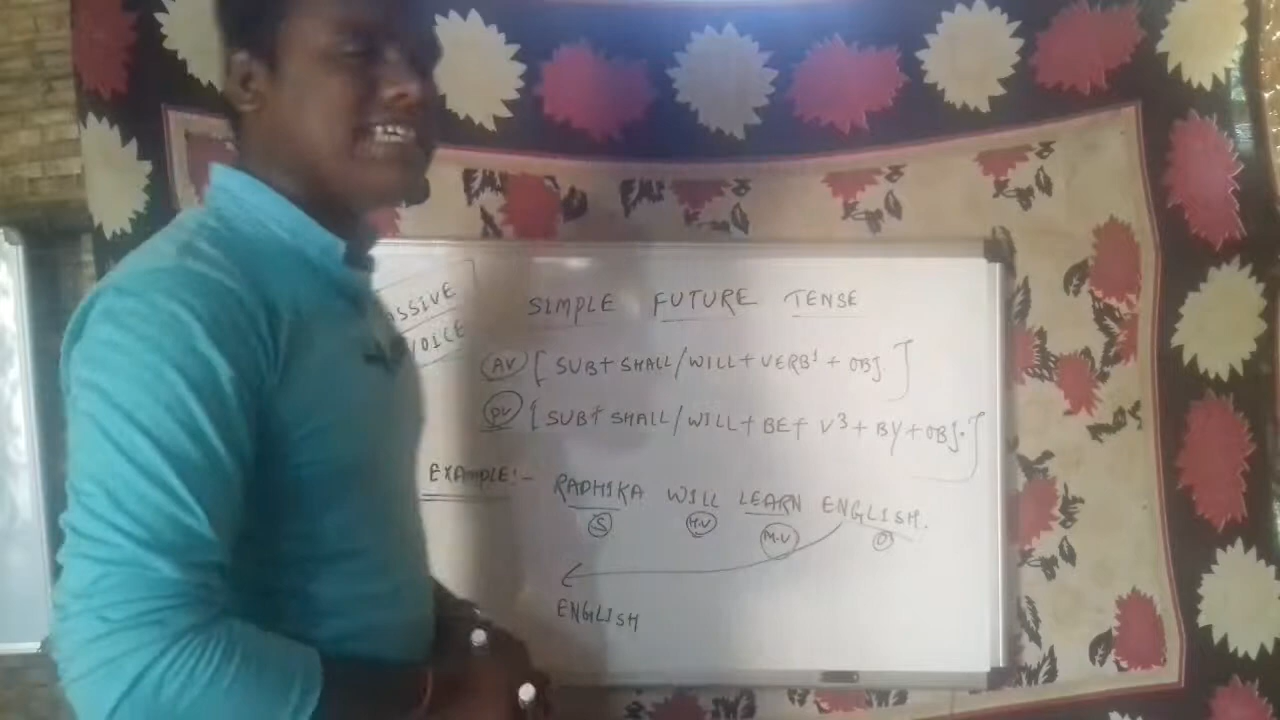 SIMPLE FUTURE TENSE
VOICE
AV [ SUB+ SHALL/WILL+ VERB¹ + OBJ ]
PV [ SUB+ SHALL/WILL+ BE+ V³ + BY + OBJ. ]
EXAMPLE:- RADHIKA WILL LEARN ENGLISH.
S H.V M.V O
ENGLISH